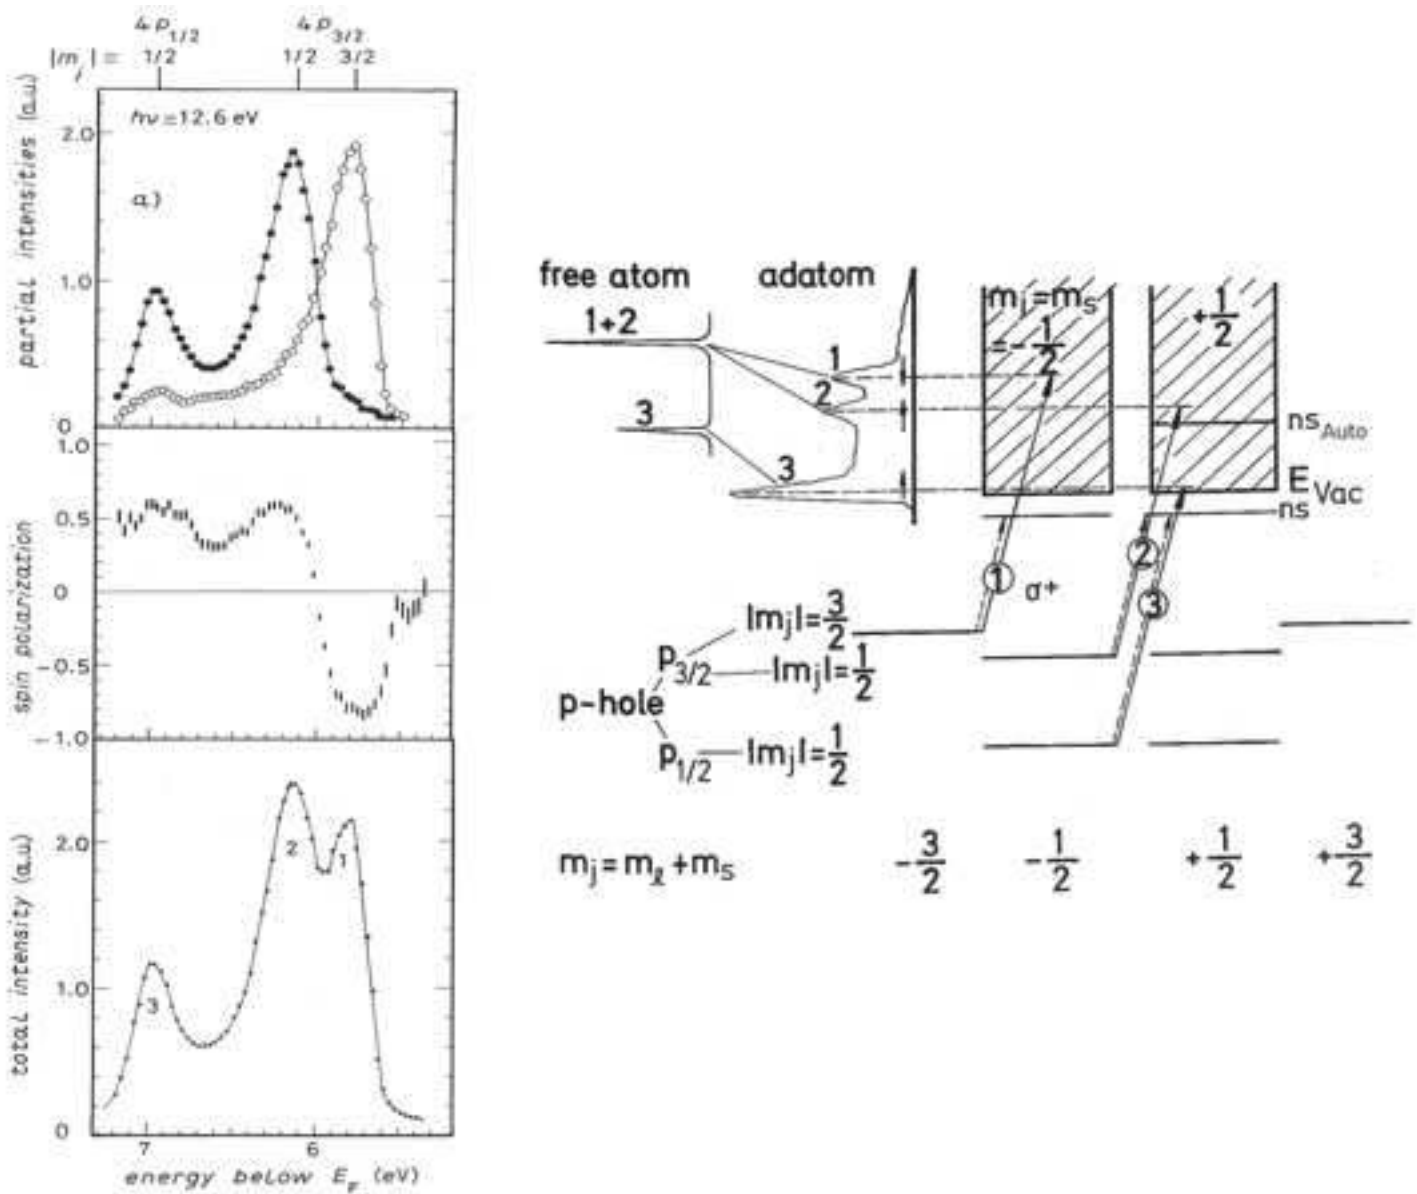 4p1/2 4p3/2
|mj| = 1/2 1/2 3/2
hν=12.6 eV
a)
partial intensities (a.u)
2.0
1.0
0
spin polarization
1.0
0.5
0
-0.5
-1.0
total intensity (a.u)
2.0
1.0
0
2
1
3
7 6
energy below EF (eV)
free atom adatom
1+2
3
1
2
3
mj=ms
=-1/2
+1/2
nsAuto
EVac
ns
1
2
3
σ+
|mj|=3/2
p3/2 |mj|=1/2
p-hole
p1/2 |mj|=1/2
mj=mℓ+ms -3/2 -1/2 +1/2 +3/2